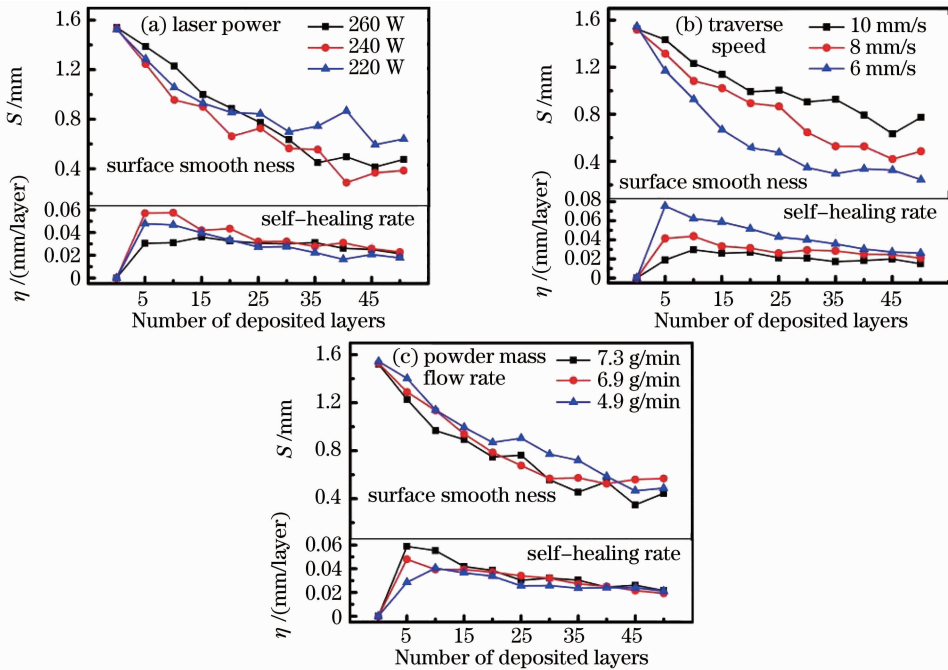 (a) laser power
260 W
240 W
220 W
1.6
1.2
0.8
0.4
S/mm
surface smooth ness
self-healing rate
0.06
0.04
0.02
0
η/(mm/layer)
5 15 25 35 45
Number of deposited layers
(b) traverse
speed
10 mm/s
8 mm/s
6 mm/s
1.6
1.2
0.8
0.4
S/mm
surface smooth ness
self-healing rate
0.08
0.06
0.04
0.02
0
η/(mm/layer)
5 15 25 35 45
Number of deposited layers
(c) powder mass
flow rate
7.3 g/min
6.9 g/min
4.9 g/min
1.6
1.2
0.8
0.4
S/mm
surface smooth ness
self-healing rate
0.06
0.04
0.02
0
η/(mm/layer)
5 15 25 35 45
Number of deposited layers